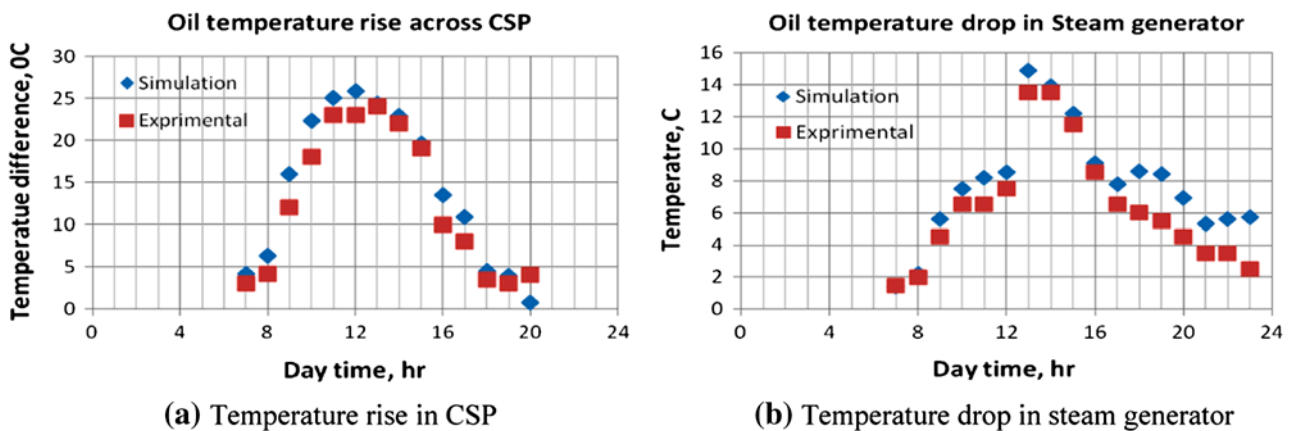 Oil temperature rise across CSP
Temperatue difference, 0C
30
25
20
15
10
5
0
Simulation
Exprimental
0 4 8 12 16 20 24
Day time, hr
(a) Temperature rise in CSP
Oil temperature drop in Steam generator
Temperatre, C
16
14
12
10
8
6
4
2
0
Simulation
Exprimental
0 4 8 12 16 20 24
Day time, hr
(b) Temperature drop in steam generator